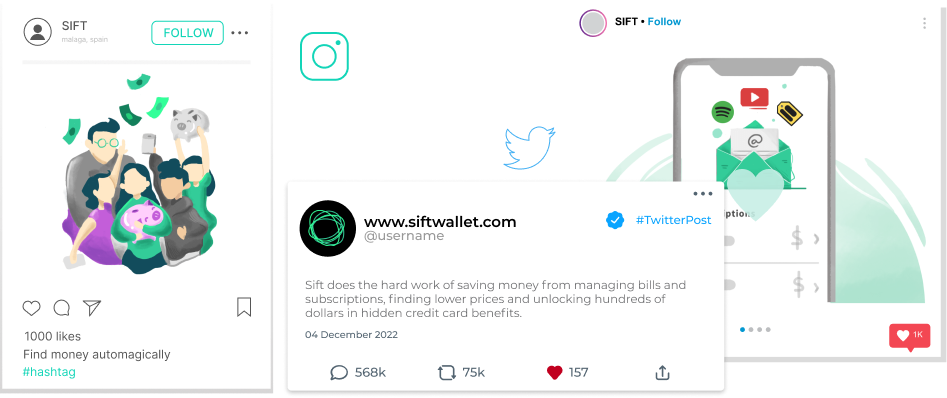 SIFT
malaga, spain
FOLLOW
1000 likes
Find money automagically
#hashtag
SIFT • Follow
@
$
$
1K
www.siftwallet.com
@username
#TwitterPost
Sift does the hard work of saving money from managing bills and
subscriptions, finding lower prices and unlocking hundreds of
dollars in hidden credit card benefits.
04 December 2022
568k
75k
157